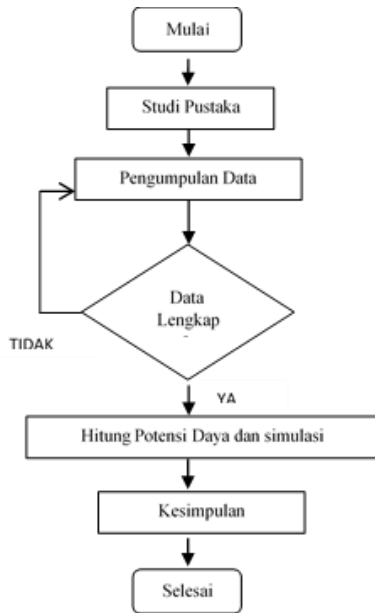 Mulai
Studi Pustaka
Pengumpulan Data
Data
Lengkap
TIDAK
YA
Hitung Potensi Daya dan simulasi
Kesimpulan
Selesai